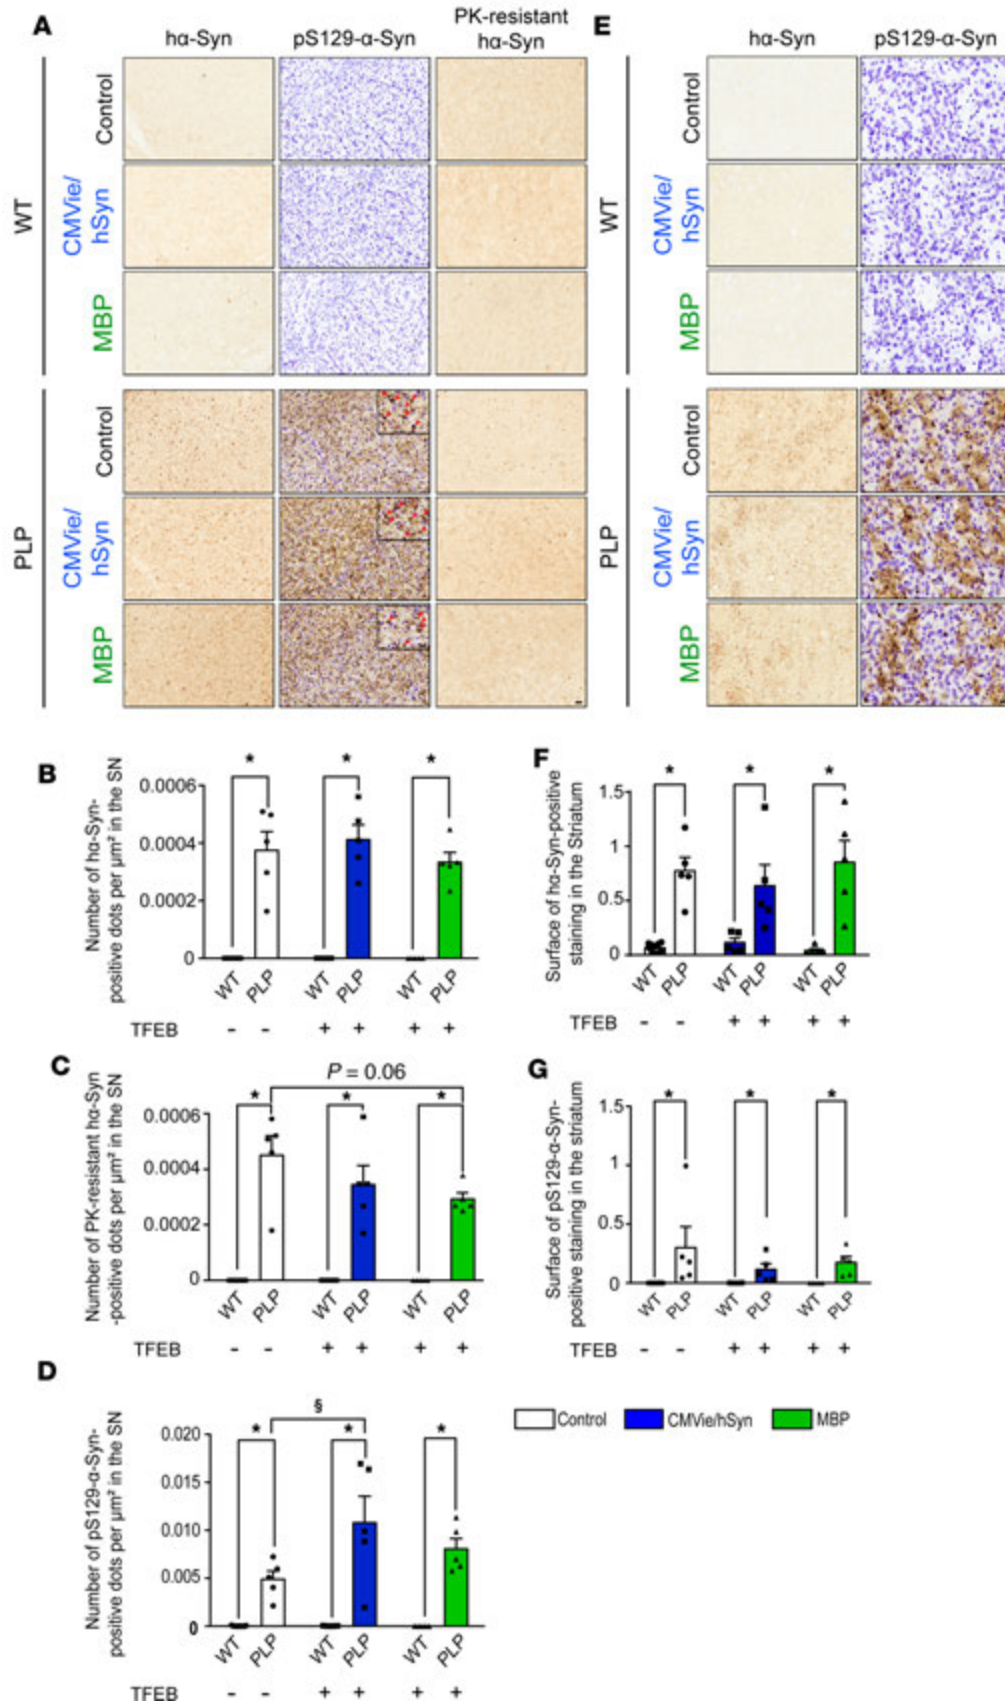 A
hα-Syn
pS129-α-Syn
PK-resistant
hα-Syn
WT
Control
CMVie/
hSyn
MBP
PLP
Control
CMVie/
hSyn
MBP
E
hα-Syn
pS129-α-Syn
WT
Control
CMVie/
hSyn
MBP
PLP
Control
CMVie/
hSyn
MBP
B
Number of hα-Syn-
positive dots per μm² in the SN
0.0006
0.0004
0.0002
0
* * *
WT PLP WT PLP WT PLP
TFEB - - + + + +
C
Number of PK-resistant hα-Syn
-positive dots per μm² in the SN
0.0006
0.0004
0.0002
0
P = 0.06
* * *
WT PLP WT PLP WT PLP
TFEB - - + + + +
D
Number of pS129-α-Syn-
positive dots per μm² in the SN
0.020
0.015
0.010
0.005
0
§
* * *
WT PLP WT PLP WT PLP
TFEB - - + + + +
F
Surface of hα-Syn-positive
staining in the Striatum
1.5
1
0.5
0
* * *
WT PLP WT PLP WT PLP
TFEB - - + + + +
G
Surface of pS129-α-Syn-
positive staining in the striatum
1.5
1
0.5
0
* * *
WT PLP WT PLP WT PLP
TFEB - - + + + +
Control CMVie/hSyn MBP